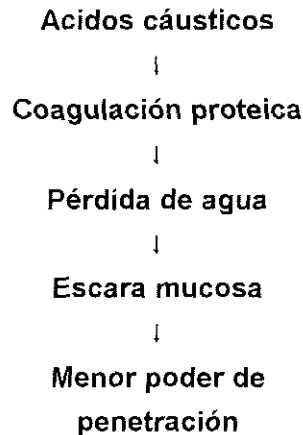 Acidos cáusticos
↓
Coagulación proteica
↓
Pérdida de agua
↓
Escara mucosa
↓
Menor poder de
penetración